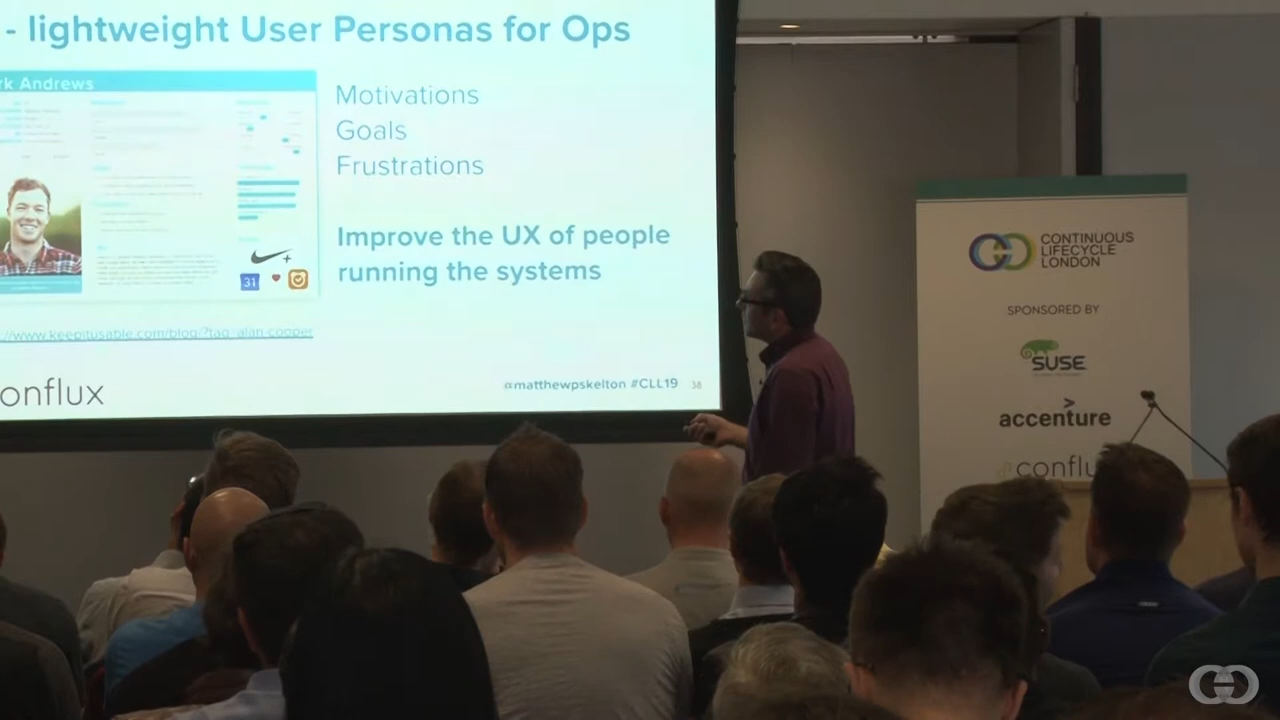 - lightweight User Personas for Ops
rk Andrews
Motivations
Goals
Frustrations
Improve the UX of people
running the systems
31
://www.keepitusable.com/blog/?tag=alan-cooper
onflux
@matthewpskelton #CLL19 38
CONTINUOUS
LIFECYCLE
LONDON
SPONSORED BY
SUSE
accenture
conflu